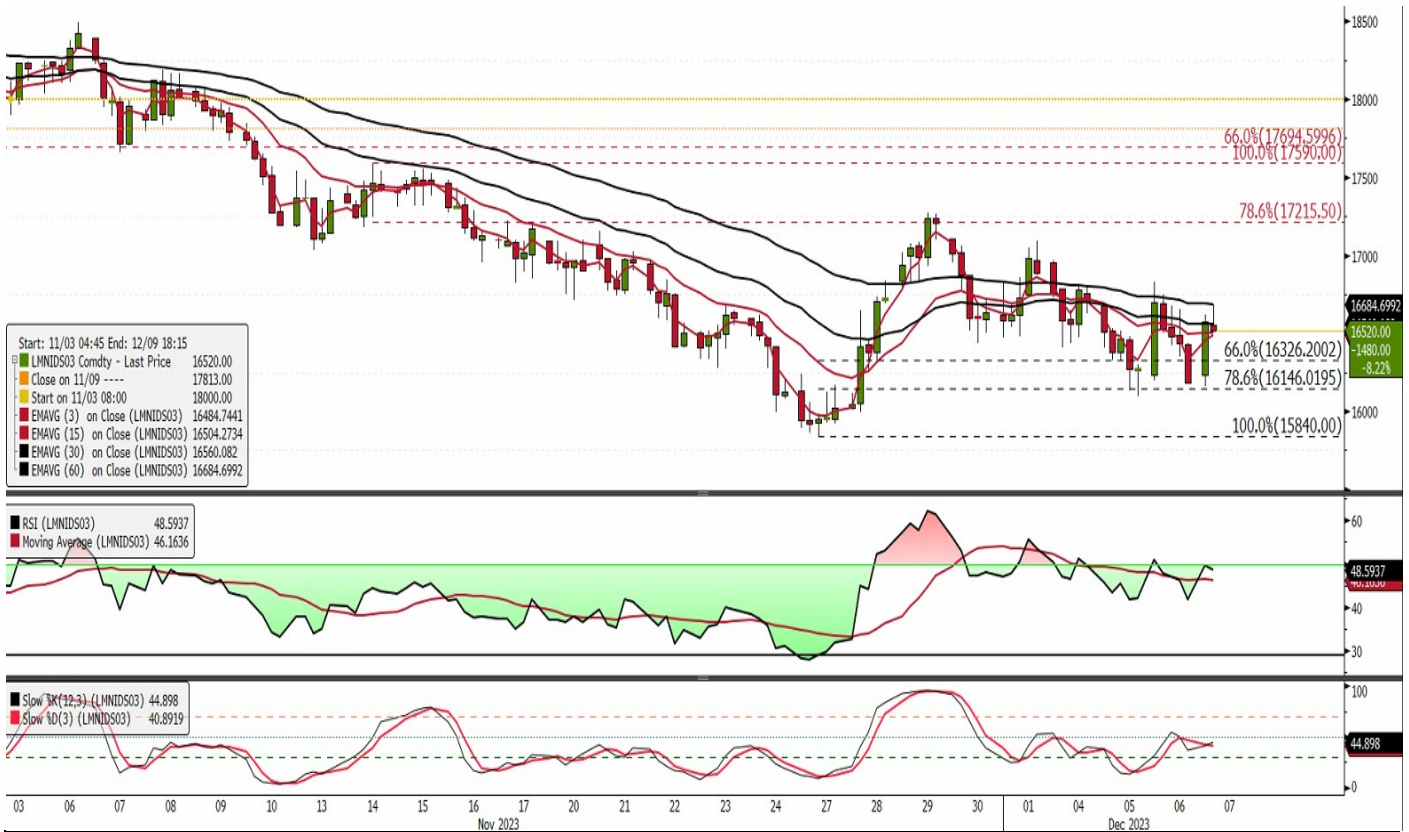 18500
18000
66.0%(17694.5996)
100.0%(17590.00)
17500
78.6%(17215.50)
17000
16684.6992
16520.00
-1480.00
-8.22%
66.0%(16326.2002)
78.6%(16146.0195)
16000
100.0%(15840.00)
Start: 11/03 04:45 End: 12/09 18:15
LMNIDS03 Comdty - Last Price 16520.00
Close on 11/09 ---- 17813.00
Start on 11/03 08:00 18000.00
EMAVG (3) on Close (LMNIDS03) 16484.7441
EMAVG (15) on Close (LMNIDS03) 16504.2734
EMAVG (30) on Close (LMNIDS03) 16560.082
EMAVG (60) on Close (LMNIDS03) 16684.6992
RSI (LMNIDS03) 48.5937
Moving Average (LMNIDS03) 46.1636
60
48.5937
40
30
Slow %K(12,3) (LMNIDS03) 44.898
Slow %D(3) (LMNIDS03) 40.8919
100
44.898
0
03 06 07 08 09 10 13 14 15 16 17 20 21 22 23 24 27 28 29 30 01 04 05 06 07
Nov 2023 Dec 2023